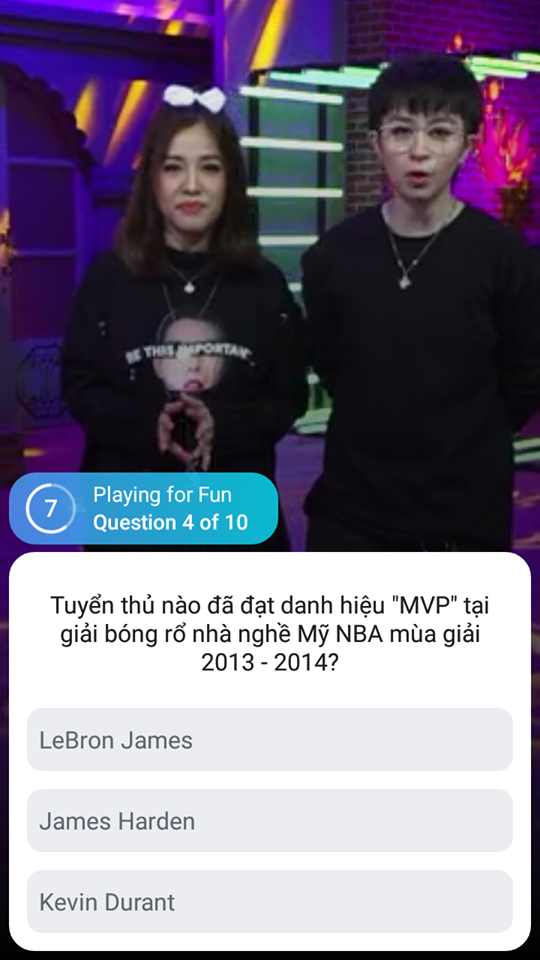 BE THIS IMPORTAN
7
Playing for Fun
Question 4 of 10
Tuyển thủ nào đã đạt danh hiệu "MVP" tại
giải bóng rổ nhà nghề Mỹ NBA mùa giải
2013 - 2014?
LeBron James
James Harden
Kevin Durant